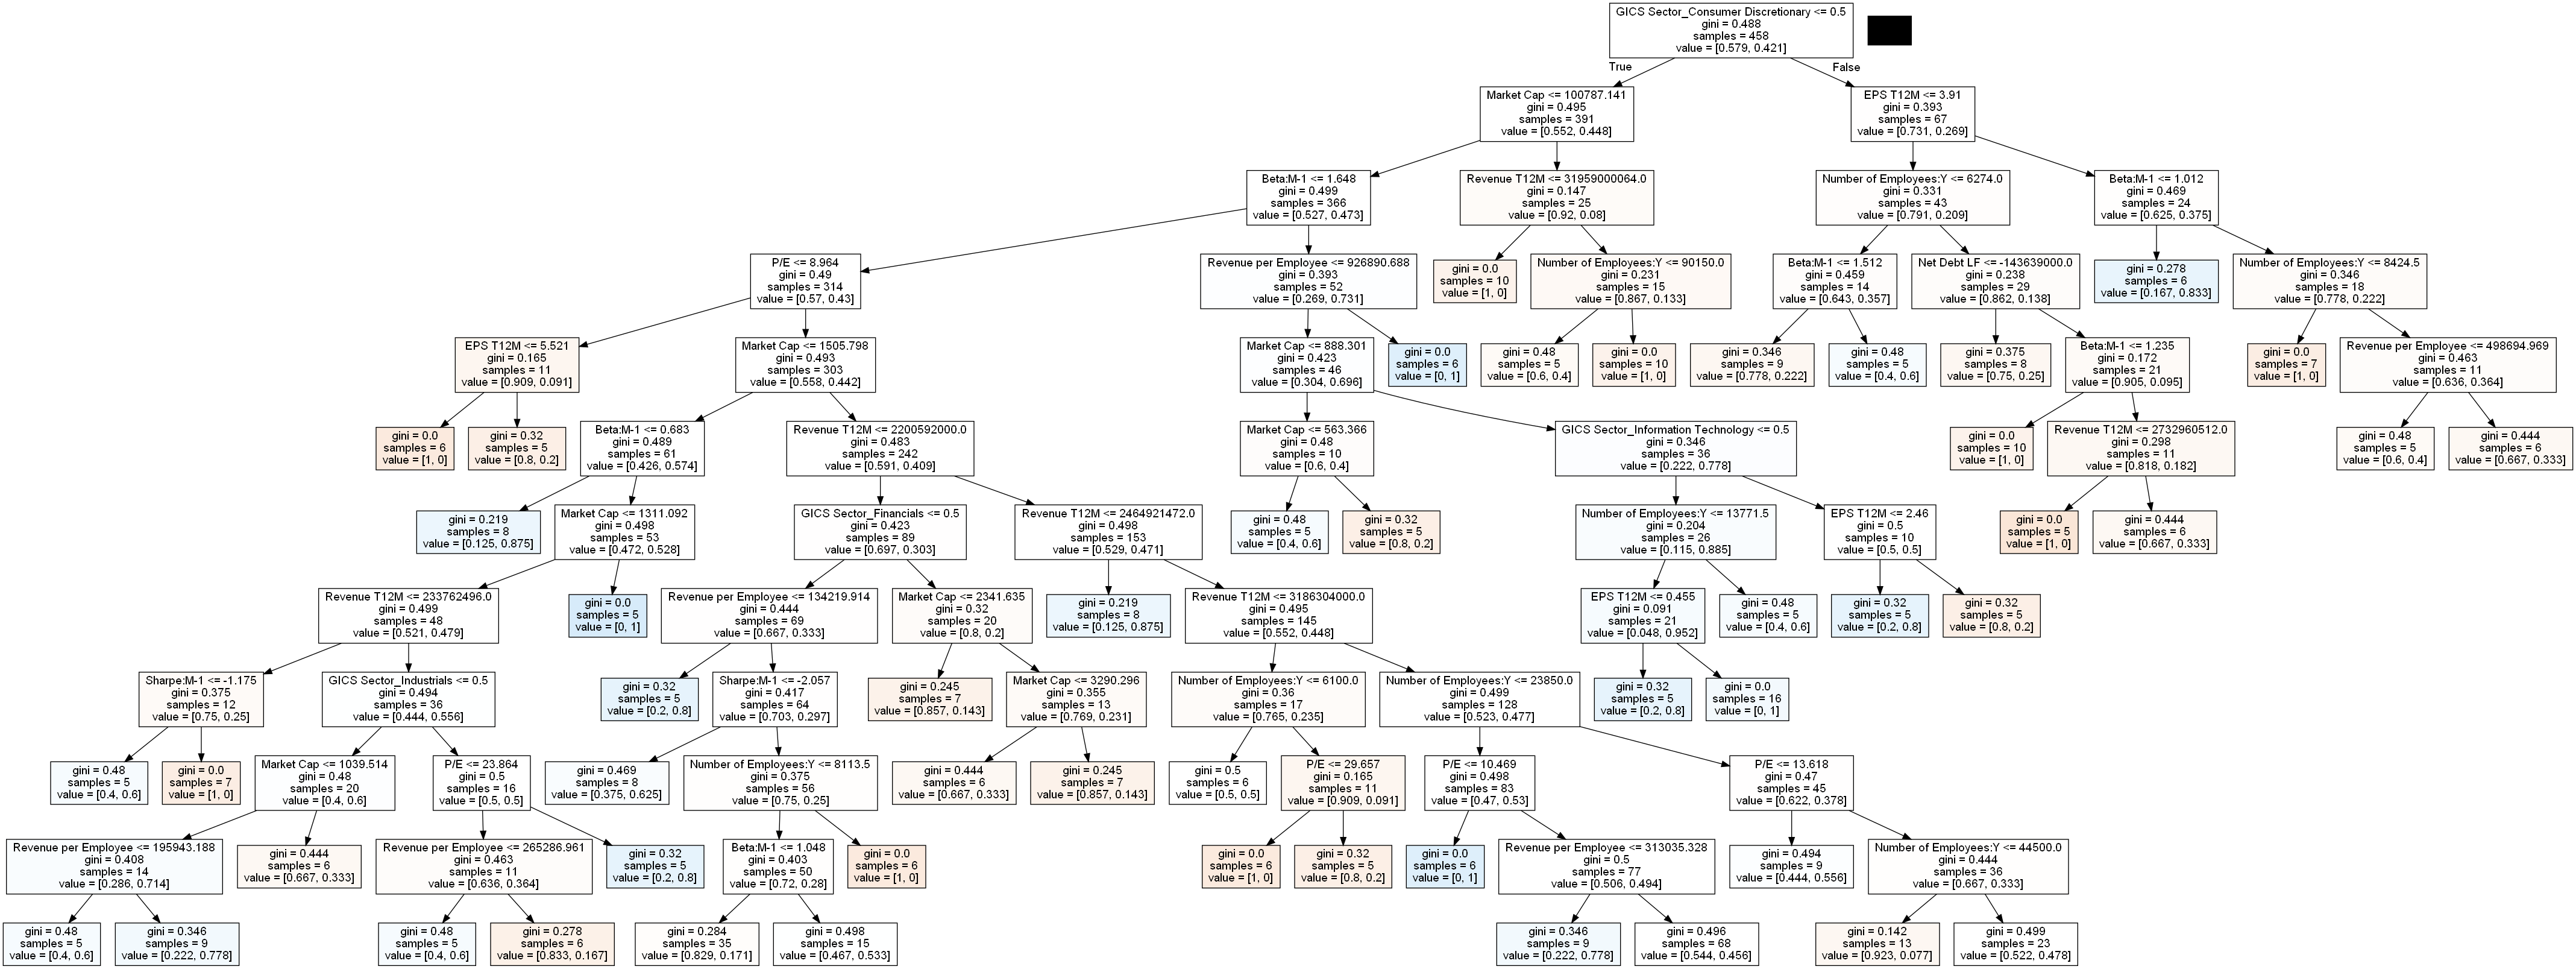 GICS Sector_Consumer Discretionary <= 0.5
gini = 0.488
samples = 458
value = [0.579, 0.421]
True
False
Market Cap <= 100787.141
gini = 0.495
samples = 391
value = [0.552, 0.448]
EPS T12M <= 3.91
gini = 0.393
samples = 67
value = [0.731, 0.269]
Beta:M-1 <= 1.648
gini = 0.499
samples = 366
value = [0.527, 0.473]
Revenue T12M <= 31959000064.0
gini = 0.147
samples = 25
value = [0.92, 0.08]
Number of Employees:Y <= 6274.0
gini = 0.331
samples = 43
value = [0.791, 0.209]
Beta:M-1 <= 1.012
gini = 0.469
samples = 24
value = [0.625, 0.375]
P/E <= 8.964
gini = 0.49
samples = 314
value = [0.57, 0.43]
Revenue per Employee <= 926890.688
gini = 0.393
samples = 52
value = [0.269, 0.731]
gini = 0.0
samples = 10
value = [1, 0]
Number of Employees:Y <= 90150.0
gini = 0.231
samples = 15
value = [0.867, 0.133]
Beta:M-1 <= 1.512
gini = 0.459
samples = 14
value = [0.643, 0.357]
Net Debt LF <= -143639000.0
gini = 0.238
samples = 29
value = [0.862, 0.138]
gini = 0.278
samples = 6
value = [0.167, 0.833]
Number of Employees:Y <= 8424.5
gini = 0.346
samples = 18
value = [0.778, 0.222]
EPS T12M <= 5.521
gini = 0.165
samples = 11
value = [0.909, 0.091]
Market Cap <= 1505.798
gini = 0.493
samples = 303
value = [0.558, 0.442]
Market Cap <= 888.301
gini = 0.423
samples = 46
value = [0.304, 0.696]
gini = 0.0
samples = 6
value = [0, 1]
gini = 0.48
samples = 5
value = [0.6, 0.4]
gini = 0.0
samples = 10
value = [1, 0]
gini = 0.346
samples = 9
value = [0.778, 0.222]
gini = 0.48
samples = 5
value = [0.4, 0.6]
gini = 0.375
samples = 8
value = [0.75, 0.25]
Beta:M-1 <= 1.235
gini = 0.172
samples = 21
value = [0.905, 0.095]
gini = 0.0
samples = 7
value = [1, 0]
Revenue per Employee <= 498694.969
gini = 0.463
samples = 11
value = [0.636, 0.364]
gini = 0.0
samples = 6
value = [1, 0]
gini = 0.32
samples = 5
value = [0.8, 0.2]
Beta:M-1 <= 0.683
gini = 0.489
samples = 61
value = [0.426, 0.574]
Revenue T12M <= 2200592000.0
gini = 0.483
samples = 242
value = [0.591, 0.409]
Market Cap <= 563.366
gini = 0.48
samples = 10
value = [0.6, 0.4]
GICS Sector_Information Technology <= 0.5
gini = 0.346
samples = 36
value = [0.222, 0.778]
gini = 0.0
samples = 10
value = [1, 0]
Revenue T12M <= 2732960512.0
gini = 0.298
samples = 11
value = [0.818, 0.182]
gini = 0.48
samples = 5
value = [0.6, 0.4]
gini = 0.444
samples = 6
value = [0.667, 0.333]
gini = 0.219
samples = 8
value = [0.125, 0.875]
Market Cap <= 1311.092
gini = 0.498
samples = 53
value = [0.472, 0.528]
GICS Sector_Financials <= 0.5
gini = 0.423
samples = 89
value = [0.697, 0.303]
Revenue T12M <= 2464921472.0
gini = 0.498
samples = 153
value = [0.529, 0.471]
gini = 0.48
samples = 5
value = [0.4, 0.6]
gini = 0.32
samples = 5
value = [0.8, 0.2]
Number of Employees:Y <= 13771.5
gini = 0.204
samples = 26
value = [0.115, 0.885]
EPS T12M <= 2.46
gini = 0.5
samples = 10
value = [0.5, 0.5]
gini = 0.0
samples = 5
value = [1, 0]
gini = 0.444
samples = 6
value = [0.667, 0.333]
Revenue T12M <= 233762496.0
gini = 0.499
samples = 48
value = [0.521, 0.479]
gini = 0.0
samples = 5
value = [0, 1]
Revenue per Employee <= 134219.914
gini = 0.444
samples = 69
value = [0.667, 0.333]
Market Cap <= 2341.635
gini = 0.32
samples = 20
value = [0.8, 0.2]
gini = 0.219
samples = 8
value = [0.125, 0.875]
Revenue T12M <= 3186304000.0
gini = 0.495
samples = 145
value = [0.552, 0.448]
EPS T12M <= 0.455
gini = 0.091
samples = 21
value = [0.048, 0.952]
gini = 0.48
samples = 5
value = [0.4, 0.6]
gini = 0.32
samples = 5
value = [0.2, 0.8]
gini = 0.32
samples = 5
value = [0.8, 0.2]
Sharpe:M-1 <= -1.175
gini = 0.375
samples = 12
value = [0.75, 0.25]
GICS Sector_Industrials <= 0.5
gini = 0.494
samples = 36
value = [0.444, 0.556]
gini = 0.32
samples = 5
value = [0.2, 0.8]
Sharpe:M-1 <= -2.057
gini = 0.417
samples = 64
value = [0.703, 0.297]
gini = 0.245
samples = 7
value = [0.857, 0.143]
Market Cap <= 3290.296
gini = 0.355
samples = 13
value = [0.769, 0.231]
Number of Employees:Y <= 6100.0
gini = 0.36
samples = 17
value = [0.765, 0.235]
Number of Employees:Y <= 23850.0
gini = 0.499
samples = 128
value = [0.523, 0.477]
gini = 0.32
samples = 5
value = [0.2, 0.8]
gini = 0.0
samples = 16
value = [0, 1]
gini = 0.48
samples = 5
value = [0.4, 0.6]
gini = 0.0
samples = 7
value = [1, 0]
Market Cap <= 1039.514
gini = 0.48
samples = 20
value = [0.4, 0.6]
P/E <= 23.864
gini = 0.5
samples = 16
value = [0.5, 0.5]
gini = 0.469
samples = 8
value = [0.375, 0.625]
Number of Employees:Y <= 8113.5
gini = 0.375
samples = 56
value = [0.75, 0.25]
gini = 0.444
samples = 6
value = [0.667, 0.333]
gini = 0.245
samples = 7
value = [0.857, 0.143]
gini = 0.5
samples = 6
value = [0.5, 0.5]
P/E <= 29.657
gini = 0.165
samples = 11
value = [0.909, 0.091]
P/E <= 10.469
gini = 0.498
samples = 83
value = [0.47, 0.53]
P/E <= 13.618
gini = 0.47
samples = 45
value = [0.622, 0.378]
Revenue per Employee <= 195943.188
gini = 0.408
samples = 14
value = [0.286, 0.714]
gini = 0.444
samples = 6
value = [0.667, 0.333]
Revenue per Employee <= 265286.961
gini = 0.463
samples = 11
value = [0.636, 0.364]
gini = 0.32
samples = 5
value = [0.2, 0.8]
Beta:M-1 <= 1.048
gini = 0.403
samples = 50
value = [0.72, 0.28]
gini = 0.0
samples = 6
value = [1, 0]
gini = 0.0
samples = 6
value = [1, 0]
gini = 0.32
samples = 5
value = [0.8, 0.2]
gini = 0.0
samples = 6
value = [0, 1]
Revenue per Employee <= 313035.328
gini = 0.5
samples = 77
value = [0.506, 0.494]
gini = 0.494
samples = 9
value = [0.444, 0.556]
Number of Employees:Y <= 44500.0
gini = 0.444
samples = 36
value = [0.667, 0.333]
gini = 0.48
samples = 5
value = [0.4, 0.6]
gini = 0.346
samples = 9
value = [0.222, 0.778]
gini = 0.48
samples = 5
value = [0.4, 0.6]
gini = 0.278
samples = 6
value = [0.833, 0.167]
gini = 0.284
samples = 35
value = [0.829, 0.171]
gini = 0.498
samples = 15
value = [0.467, 0.533]
gini = 0.346
samples = 9
value = [0.222, 0.778]
gini = 0.496
samples = 68
value = [0.544, 0.456]
gini = 0.142
samples = 13
value = [0.923, 0.077]
gini = 0.499
samples = 23
value = [0.522, 0.478]